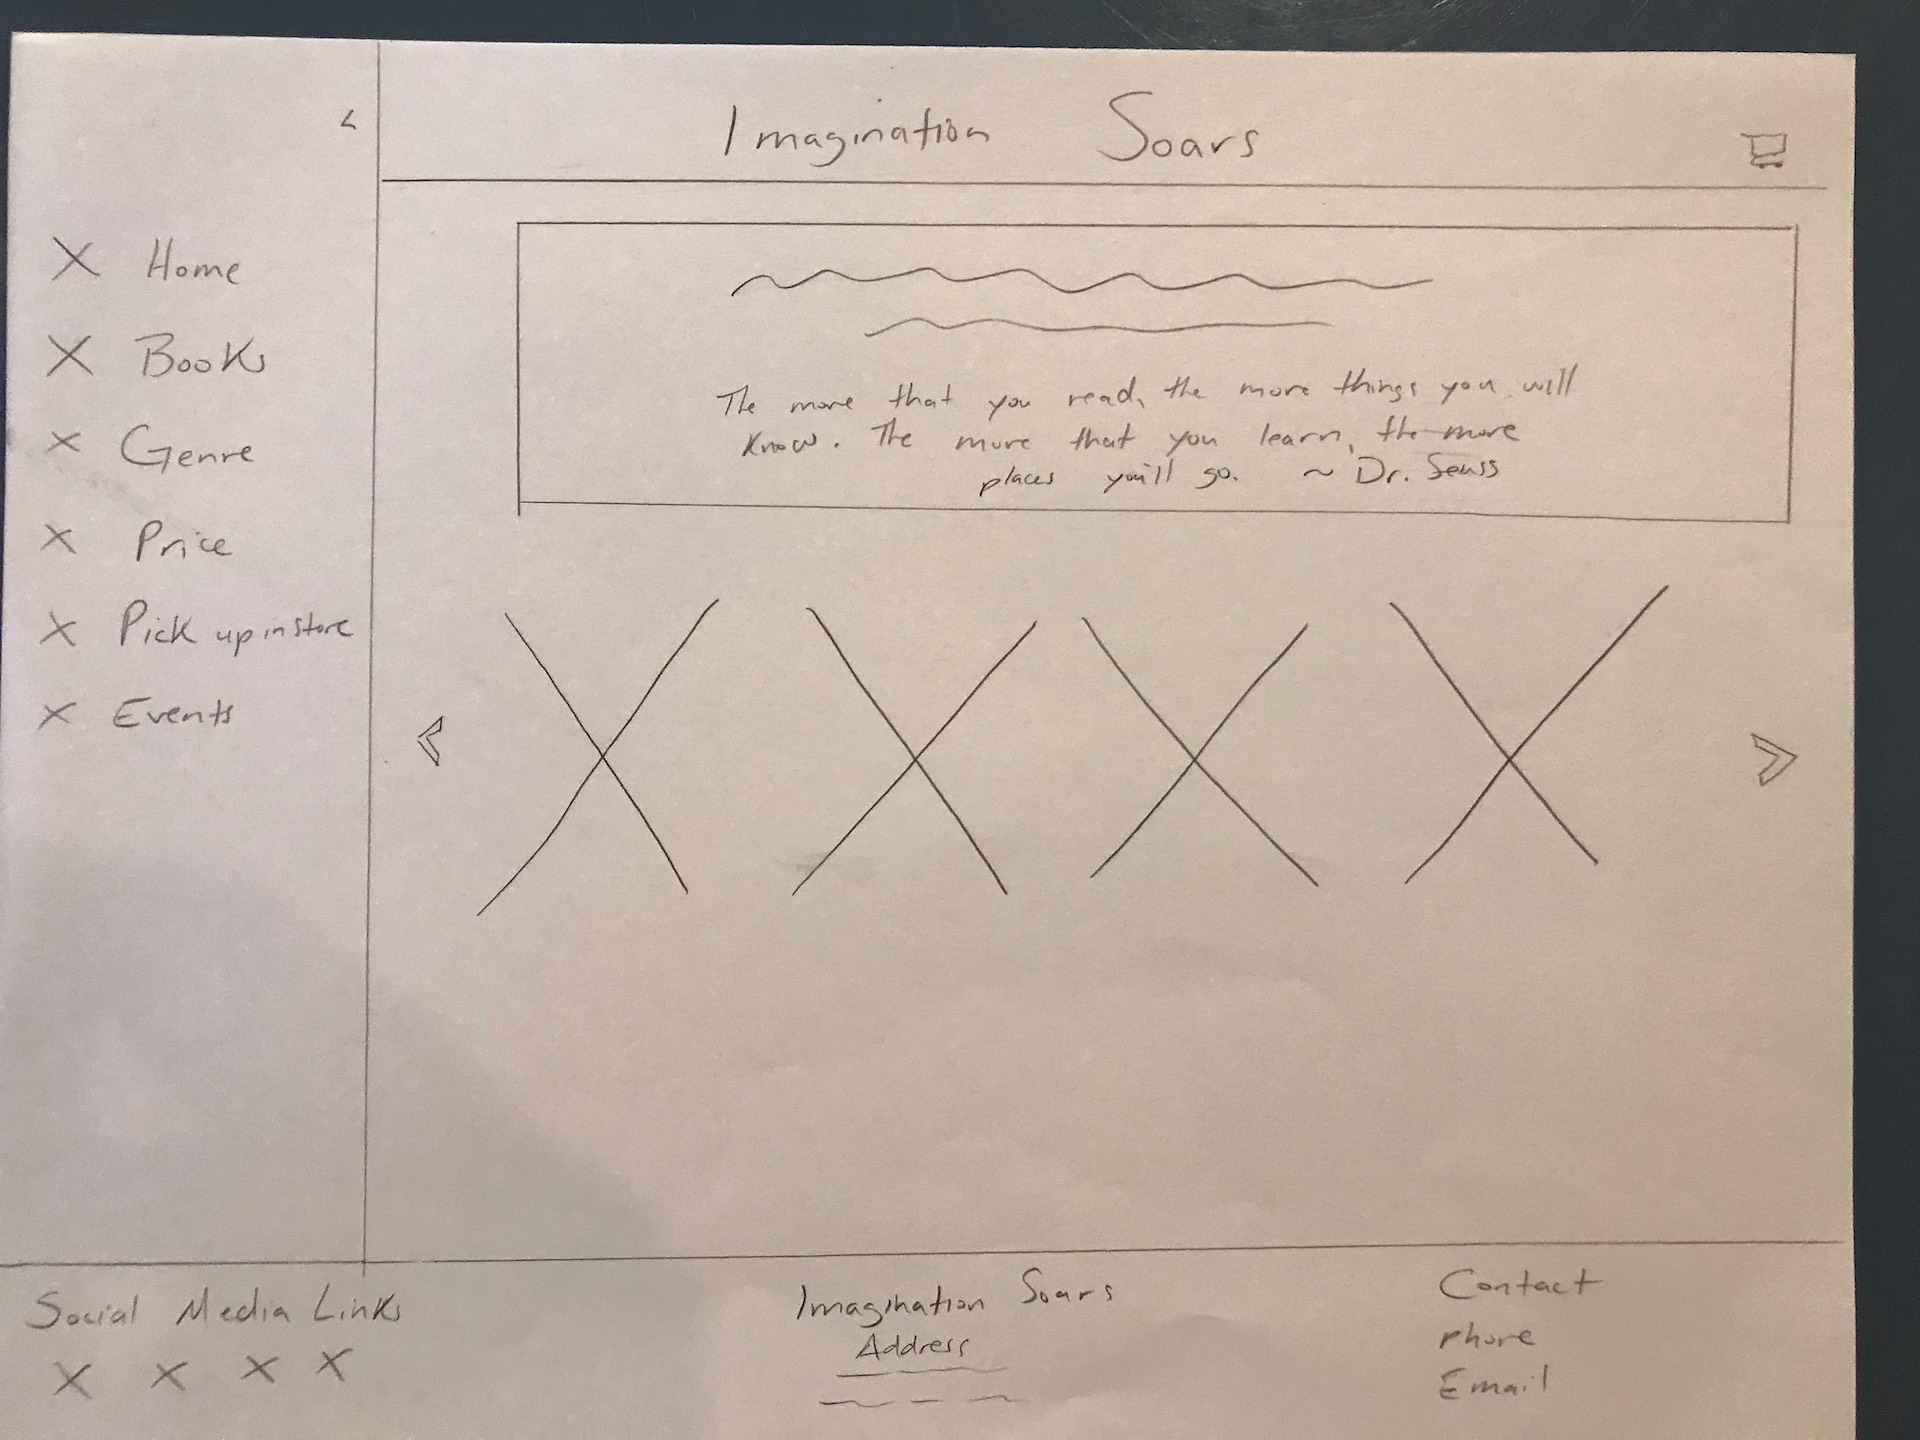 Imagination Soars
Home
Books
Genre
Price
Pick up in store
Events
The more that you read, the more things you will
know. The more that you learn, the more
places you'll go. ~ Dr. Seuss
Social Media Links
Imagination Soars
Address
Contact
phone
Email